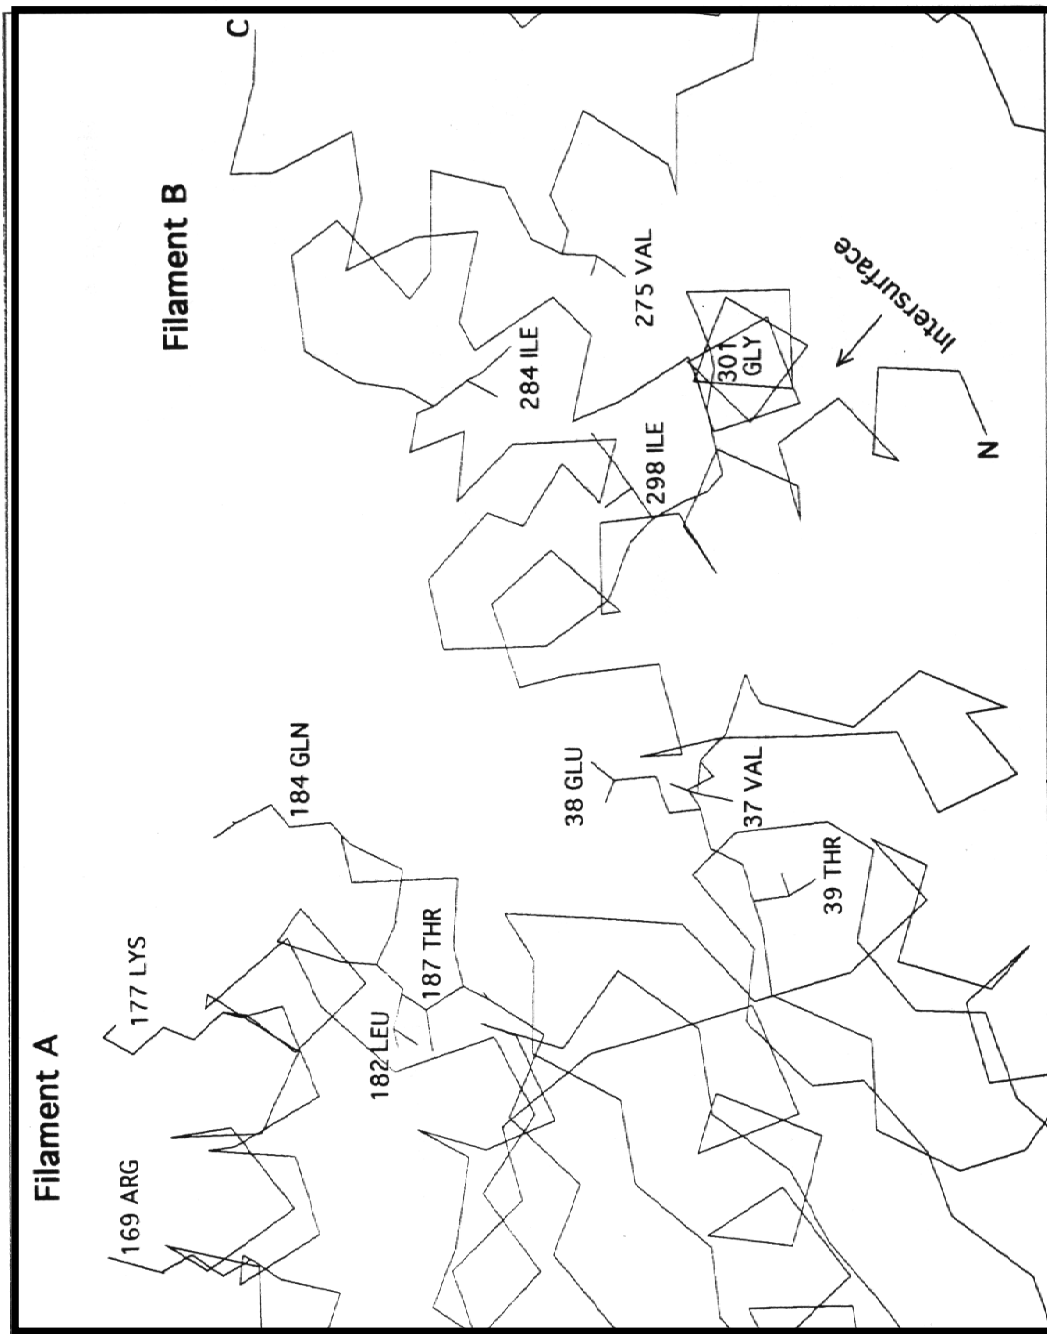 Filament A
Filament B
C
169 ARG
177 LYS
184 GLN
182 LEU
187 THR
38 GLU
37 VAL
39 THR
284 ILE
298 ILE
275 VAL
301
GLY
Intersurface
N